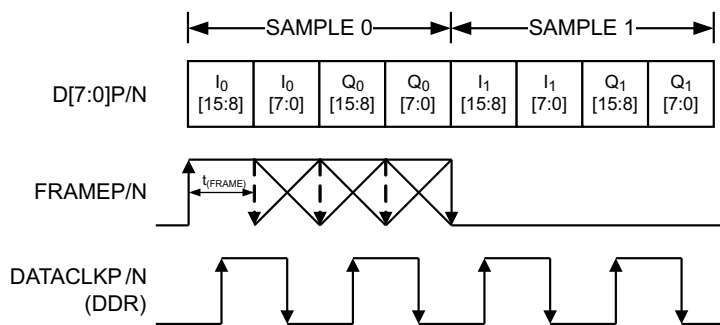 SAMPLE 0 SAMPLE 1
D[7:0]P/N
I0 I0 Q0 Q0 I1 I1 Q1 Q1
[15:8] [7:0] [15:8] [7:0] [15:8] [7:0] [15:8] [7:0]
t(FRAME)
FRAMEP/N
DATACLKP/N
(DDR)